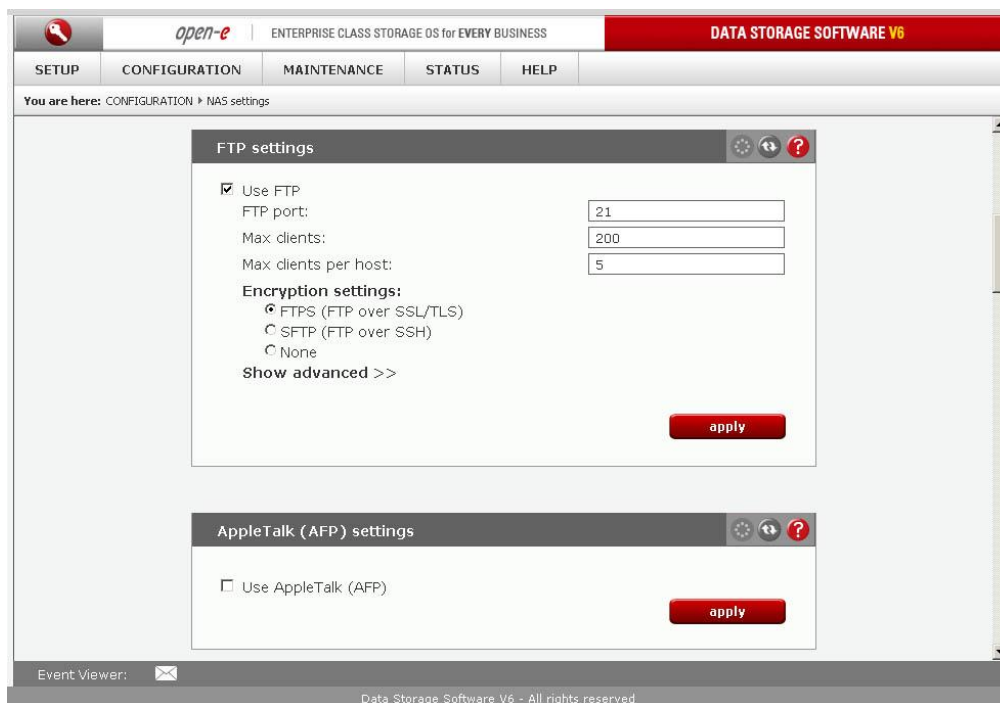 open-e ENTERPRISE CLASS STORAGE OS for EVERY BUSINESS DATA STORAGE SOFTWARE V6
SETUP CONFIGURATION MAINTENANCE STATUS HELP
You are here: CONFIGURATION ▸ NAS settings
FTP settings ?
Use FTP
FTP port: 21
Max clients: 200
Max clients per host: 5
Encryption settings:
FTPS (FTP over SSL/TLS)
SFTP (FTP over SSH)
None
Show advanced >>
apply
AppleTalk (AFP) settings ?
Use AppleTalk (AFP)
apply
Event Viewer:
Data Storage Software V6 - All rights reserved